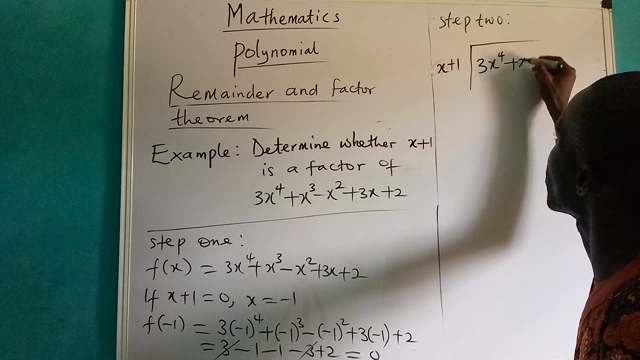 Mathematics
Polynomial
Remainder and factor
theorem
Example: Determine whether x+1
is a factor of
3x⁴+x³-x²+3x+2
step one:
f(x) = 3x⁴+x³-x²+3x+2
If x+1=0, x=-1
f(-1) = 3(-1)⁴+(-1)³-(-1)²+3(-1)+2
= 3-1-1-3+2 = 0
step two:
x+1 3x⁴+